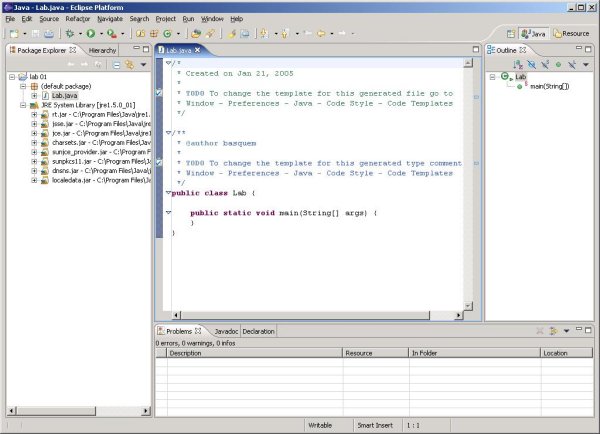 Java - Lab.java - Eclipse Platform
File Edit Source Refactor Navigate Search Project Run Window Help
Java Resource
Package Explorer Hierarchy
lab 01
(default package)
Lab.java
JRE System Library [jre1.5.0_01]
rt.jar - C:\Program Files\Java\jre1
jsse.jar - C:\Program Files\Java\j
jce.jar - C:\Program Files\Java\jre
charsets.jar - C:\Program Files\Ja
sunjce_provider.jar - C:\Program
sunpkcs11.jar - C:\Program Files\
dnsns.jar - C:\Program Files\Java
localedata.jar - C:\Program Files\
Lab.java
/*
* Created on Jan 21, 2005
*
* TODO To change the template for this generated file go to
* Window - Preferences - Java - Code Style - Code Templates
*/
/**
* @author basquem
*
* TODO To change the template for this generated type comment
* Window - Preferences - Java - Code Style - Code Templates
*/
public class Lab {
public static void main(String[] args) {
}
}
Outline
Lab
main(String[])
Problems Javadoc Declaration
0 errors, 0 warnings, 0 infos
Description Resource In Folder Location
Writable Smart Insert 1 : 1